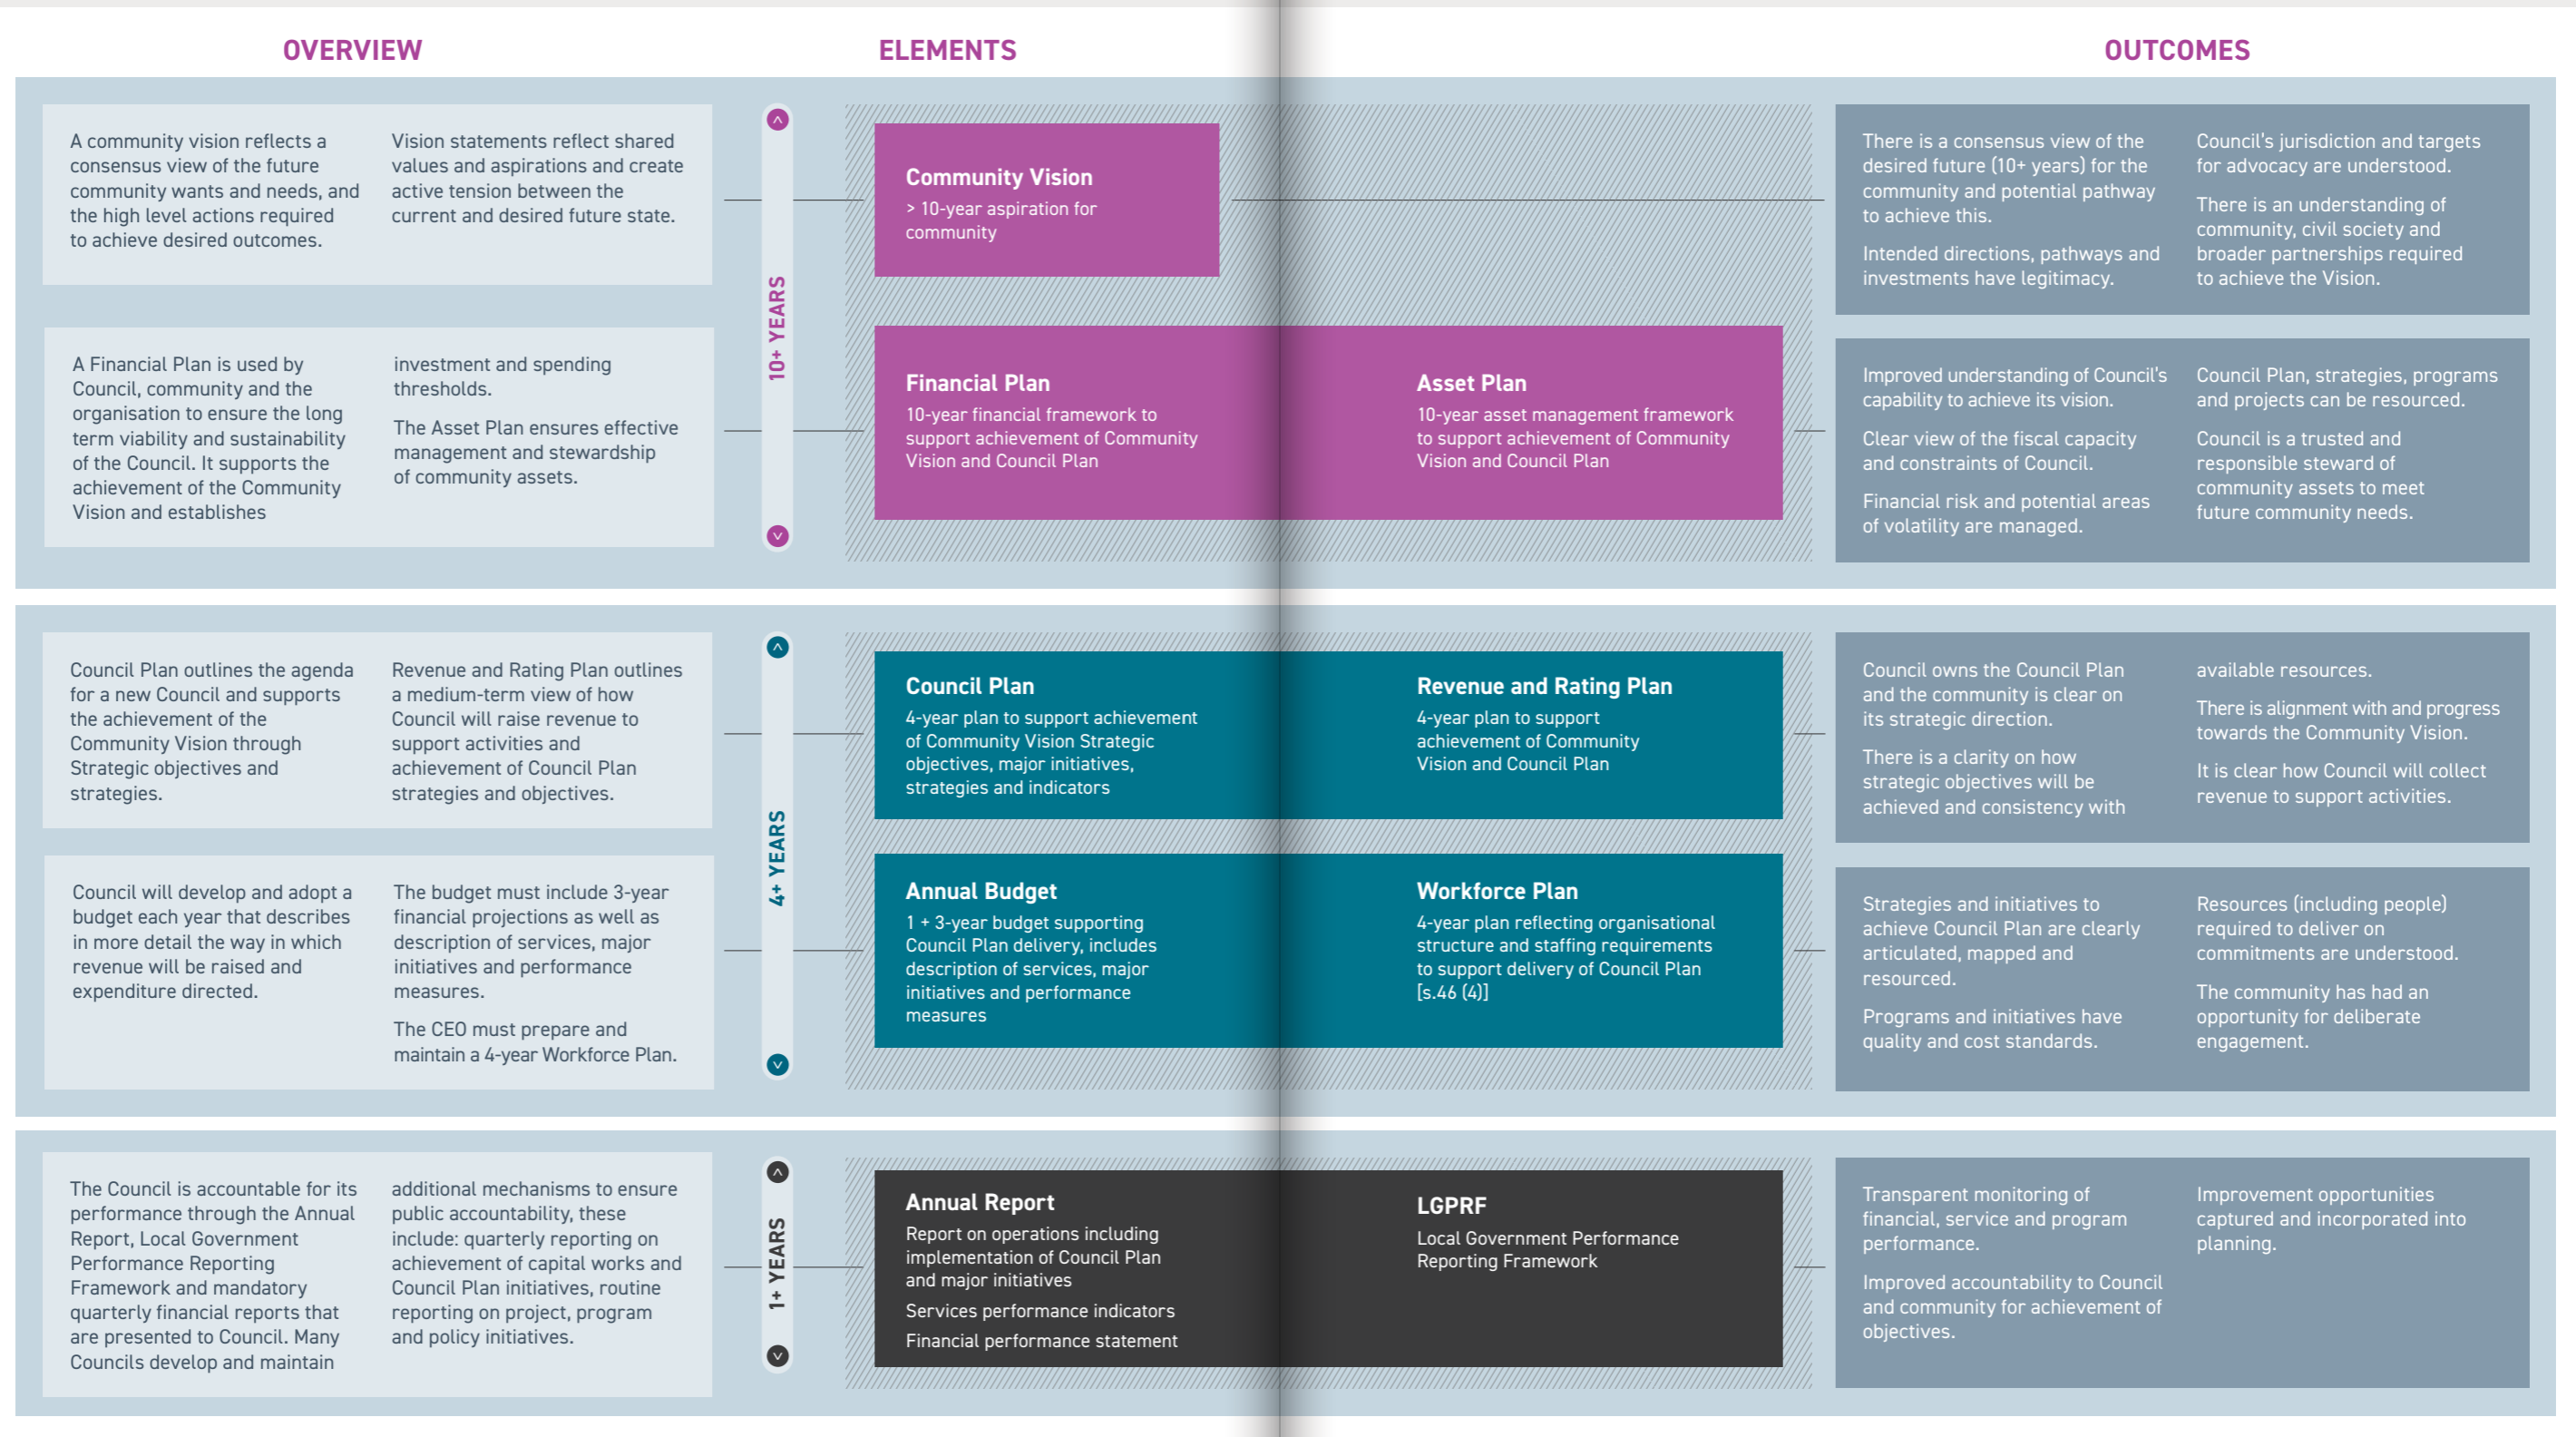 OVERVIEW
ELEMENTS
OUTCOMES
A community vision reflects a
consensus view of the future
community wants and needs, and
the high level actions required
to achieve desired outcomes.
Vision statements reflect shared
values and aspirations and create
active tension between the
current and desired future state.
10+ YEARS
Community Vision
> 10-year aspiration for
community
There is a consensus view of the
desired future (10+ years) for the
community and potential pathway
to achieve this.
Intended directions, pathways and
investments have legitimacy.
Council's jurisdiction and targets
for advocacy are understood.
There is an understanding of
community, civil society and
broader partnerships required
to achieve the Vision.
A Financial Plan is used by
Council, community and the
organisation to ensure the long
term viability and sustainability
of the Council. It supports the
achievement of the Community
Vision and establishes
investment and spending
thresholds.
The Asset Plan ensures effective
management and stewardship
of community assets.
Financial Plan
10-year financial framework to
support achievement of Community
Vision and Council Plan
Asset Plan
10-year asset management framework
to support achievement of Community
Vision and Council Plan
Improved understanding of Council's
capability to achieve its vision.
Clear view of the fiscal capacity
and constraints of Council.
Financial risk and potential areas
of volatility are managed.
Council Plan, strategies, programs
and projects can be resourced.
Council is a trusted and
responsible steward of
community assets to meet
future community needs.
Council Plan outlines the agenda
for a new Council and supports
the achievement of the
Community Vision through
Strategic objectives and
strategies.
Revenue and Rating Plan outlines
a medium-term view of how
Council will raise revenue to
support activities and
achievement of Council Plan
strategies and objectives.
4+ YEARS
Council Plan
4-year plan to support achievement
of Community Vision Strategic
objectives, major initiatives,
strategies and indicators
Revenue and Rating Plan
4-year plan to support
achievement of Community
Vision and Council Plan
Council owns the Council Plan
and the community is clear on
its strategic direction.
There is a clarity on how
strategic objectives will be
achieved and consistency with
available resources.
There is alignment with and progress
towards the Community Vision.
It is clear how Council will collect
revenue to support activities.
Council will develop and adopt a
budget each year that describes
in more detail the way in which
revenue will be raised and
expenditure directed.
The budget must include 3-year
financial projections as well as
description of services, major
initiatives and performance
measures.
The CEO must prepare and
maintain a 4-year Workforce Plan.
Annual Budget
1 + 3-year budget supporting
Council Plan delivery, includes
description of services, major
initiatives and performance
measures
Workforce Plan
4-year plan reflecting organisational
structure and staffing requirements
to support delivery of Council Plan
[s.46 (4)]
Strategies and initiatives to
achieve Council Plan are clearly
articulated, mapped and
resourced.
Programs and initiatives have
quality and cost standards.
Resources (including people)
required to deliver on
commitments are understood.
The community has had an
opportunity for deliberate
engagement.
The Council is accountable for its
performance through the Annual
Report, Local Government
Performance Reporting
Framework and mandatory
quarterly financial reports that
are presented to Council. Many
Councils develop and maintain
additional mechanisms to ensure
public accountability, these
include: quarterly reporting on
achievement of capital works and
Council Plan initiatives, routine
reporting on project, program
and policy initiatives.
1+ YEARS
Annual Report
Report on operations including
implementation of Council Plan
and major initiatives
Services performance indicators
Financial performance statement
LGPRF
Local Government Performance
Reporting Framework
Transparent monitoring of
financial, service and program
performance.
Improved accountability to Council
and community for achievement of
objectives.
Improvement opportunities
captured and incorporated into
planning.